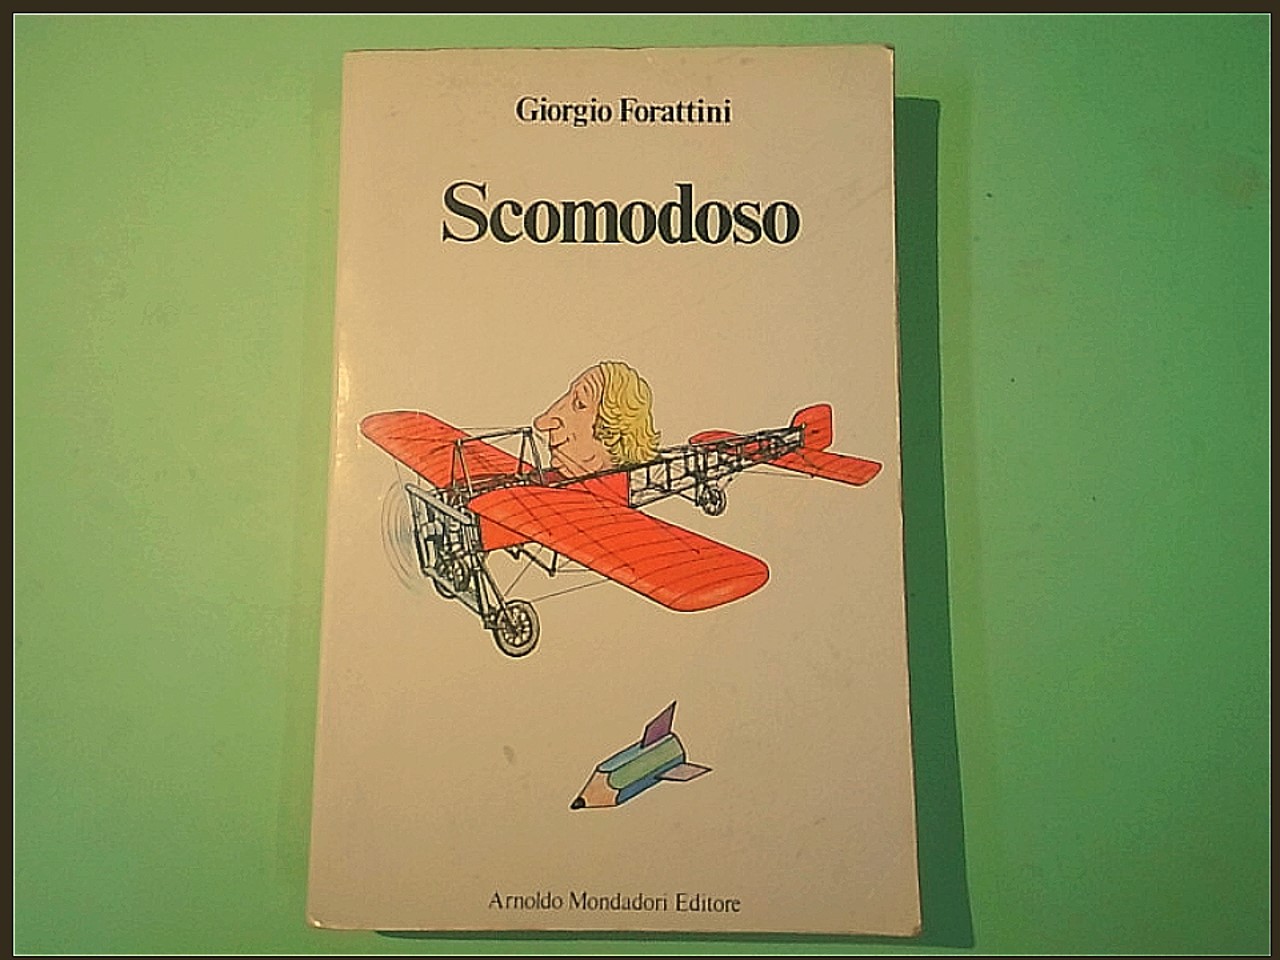 Giorgio Forattini
Scomodoso
Arnoldo Mondadori Editore